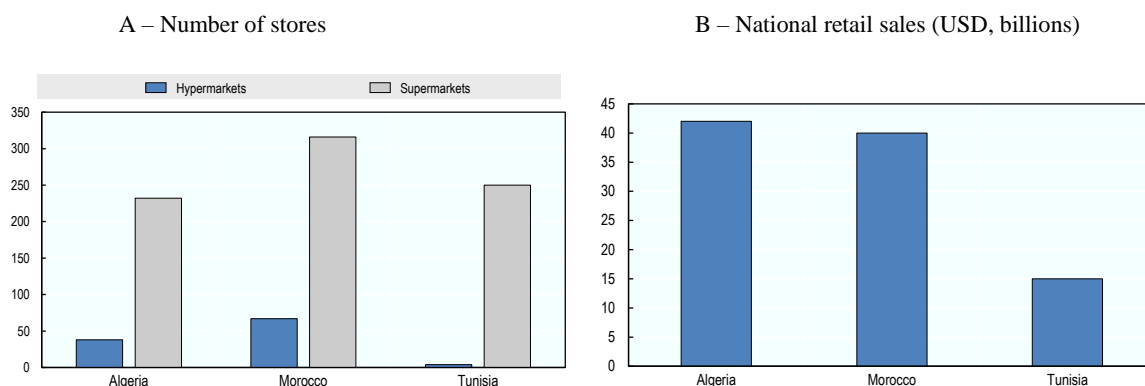 A – Number of stores
B – National retail sales (USD, billions)
Hypermarkets
Supermarkets
350
300
250
200
150
100
50
0
Algeria
Morocco
Tunisia
45
40
35
30
25
20
15
10
5
0
Algeria
Morocco
Tunisia